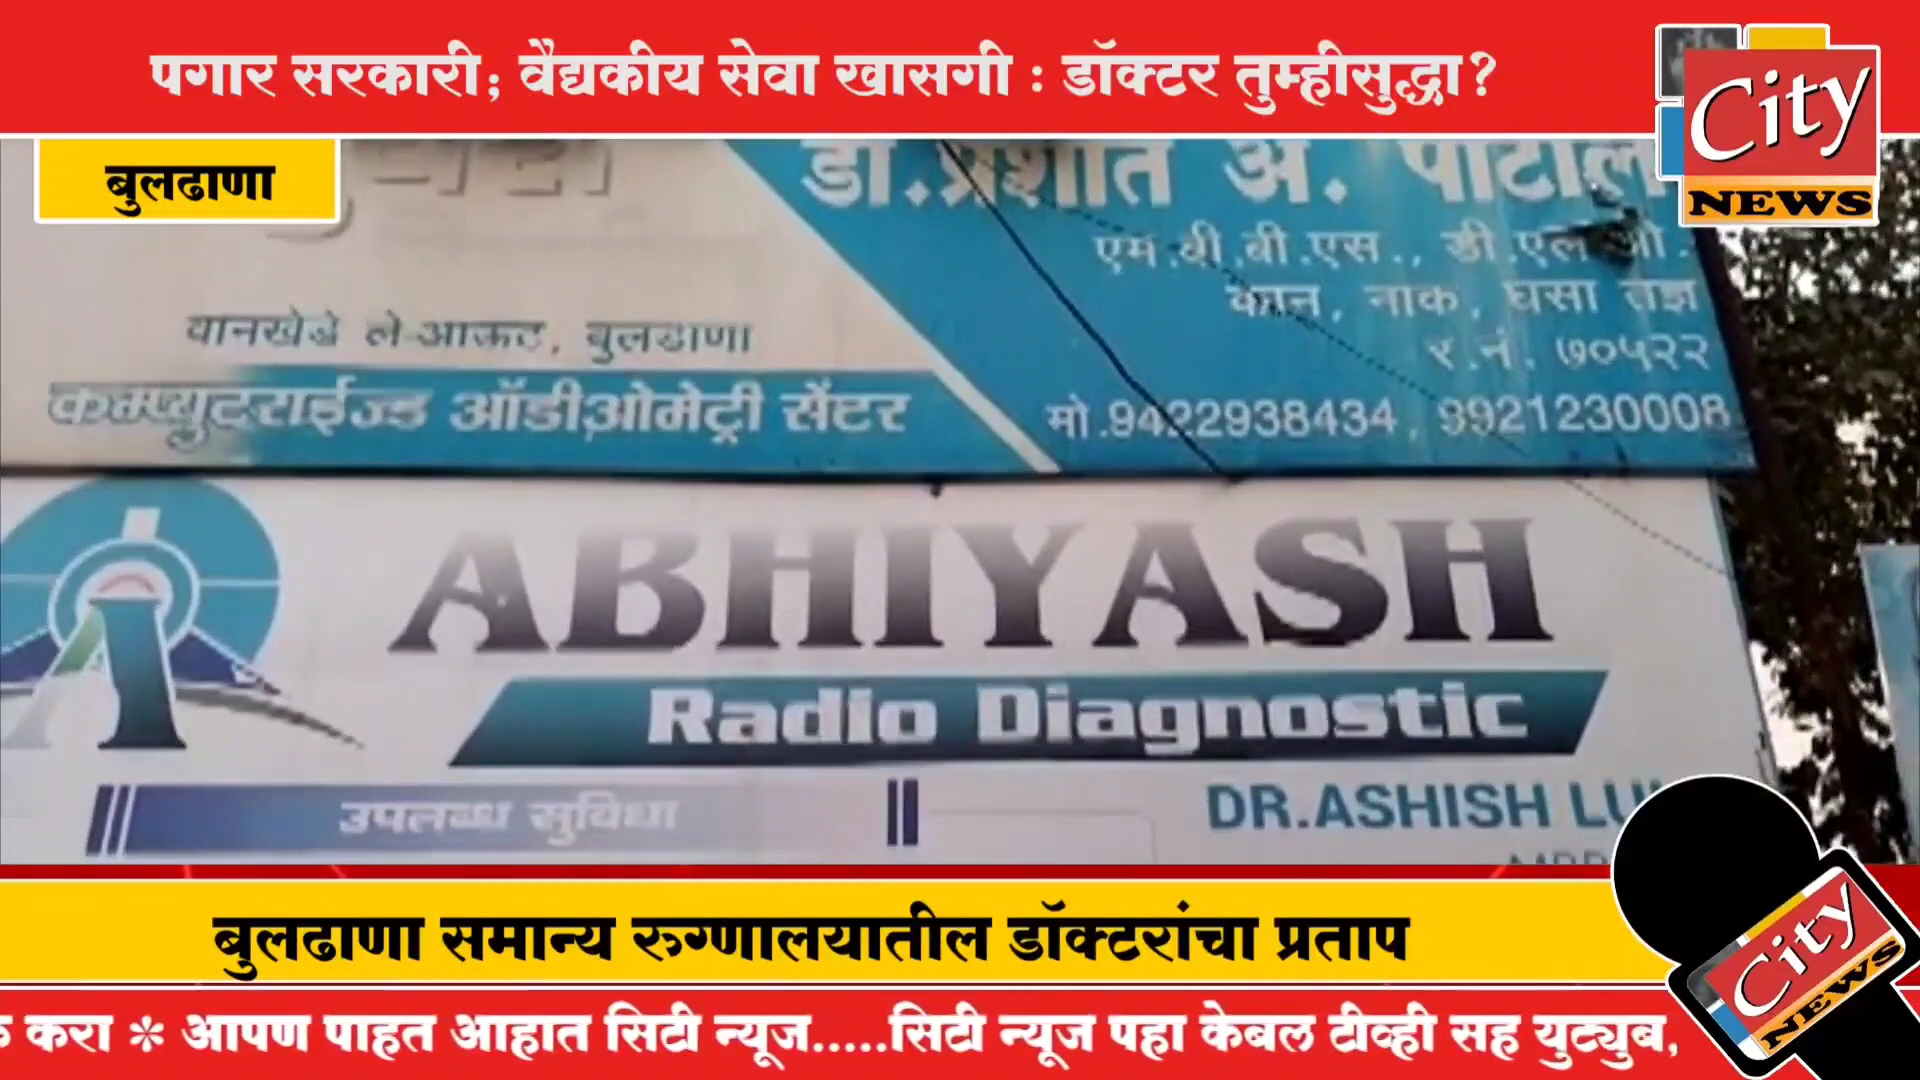 पगार सरकारी; वैद्यकीय सेवा खासगी : डॉक्टर तुम्हीसुद्धा?
City
NEWS
बुलढाणा
डॉ.प्रशांत अ. पाटील
एम.बी.बी.एस., डी.एल.ओ.
कान, नाक, घसा तज्ञ
र.नं. ७०५२२
मो.9422938434, 9921230008
वानखेडे ले-आऊट, बुलडाणा
कम्प्युटराईज्ड ऑडीओमेट्री सेंटर
ABHIYASH
Radio Diagnostic
उपलब्ध सुविधा
DR.ASHISH
बुलढाणा समान्य रुग्णालयातील डॉक्टरांचा प्रताप
करा * आपण पाहत आहात सिटी न्यूज.....सिटी न्यूज पहा केबल टीव्ही सह युट्युब,
City
NEWS